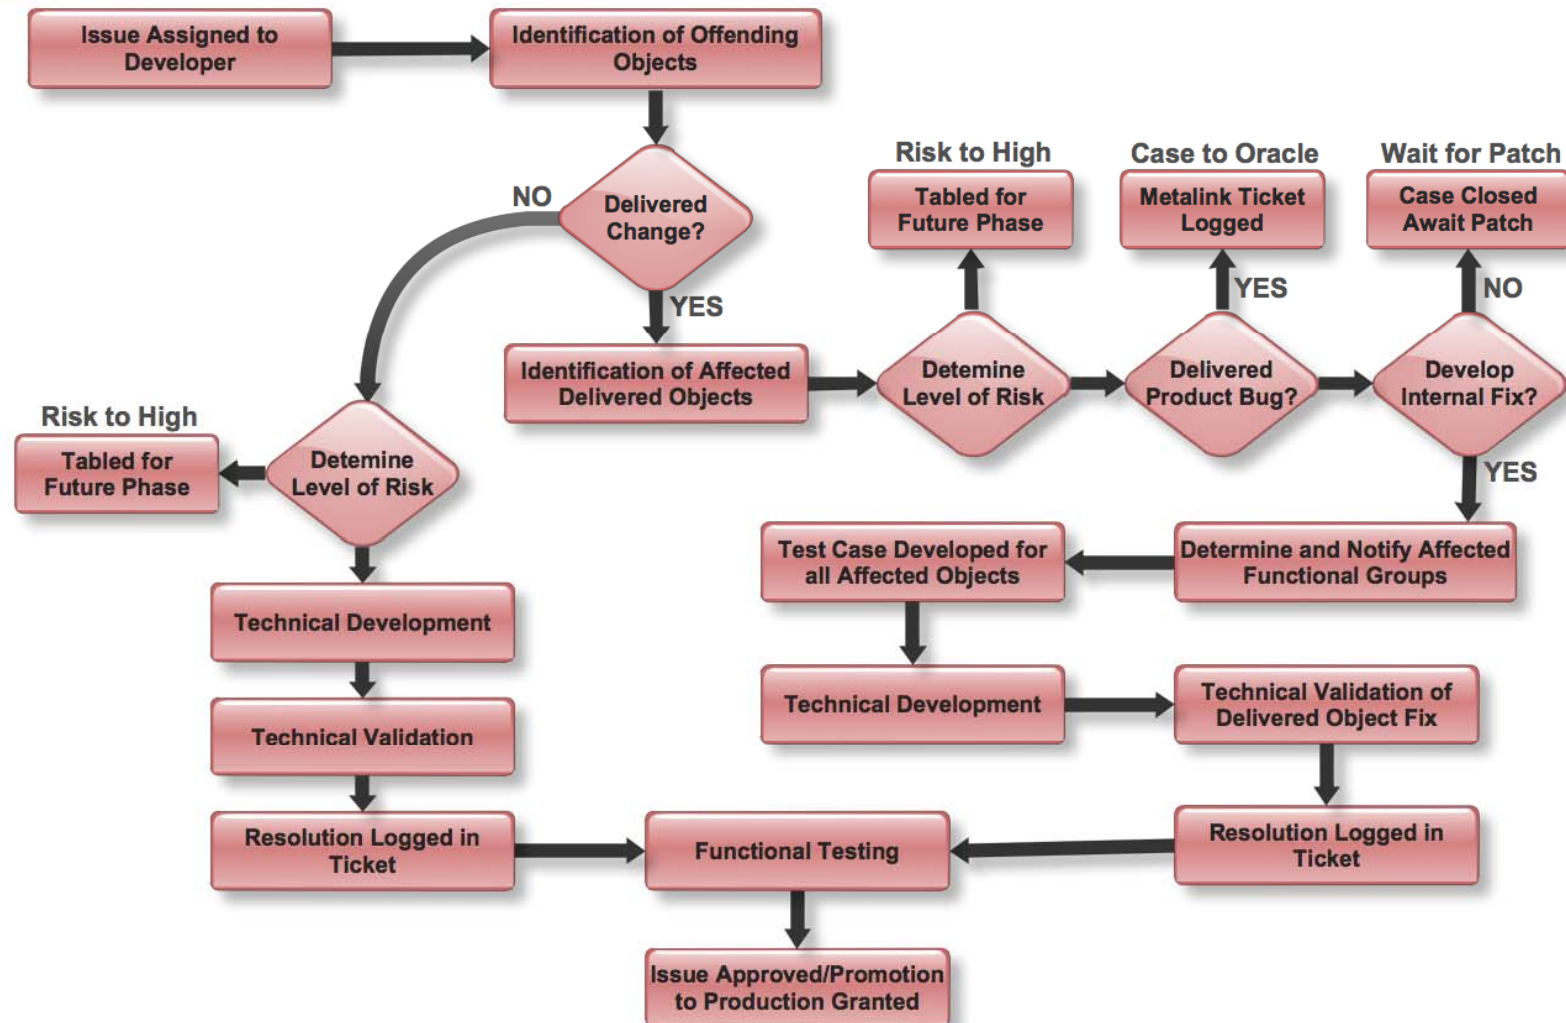 Issue Assigned to
Developer
Identification of Offending
Objects
Delivered
Change?
NO
YES
Risk to High
Tabled for
Future Phase
Case to Oracle
Metalink Ticket
Logged
Wait for Patch
Case Closed
Await Patch
YES
NO
Identification of Affected
Delivered Objects
Detemine
Level of Risk
Delivered
Product Bug?
Develop
Internal Fix?
YES
Risk to High
Tabled for
Future Phase
Detemine
Level of Risk
Test Case Developed for
all Affected Objects
Determine and Notify Affected
Functional Groups
Technical Development
Technical Development
Technical Validation of
Delivered Object Fix
Technical Validation
Resolution Logged in
Ticket
Functional Testing
Resolution Logged in
Ticket
Issue Approved/Promotion
to Production Granted